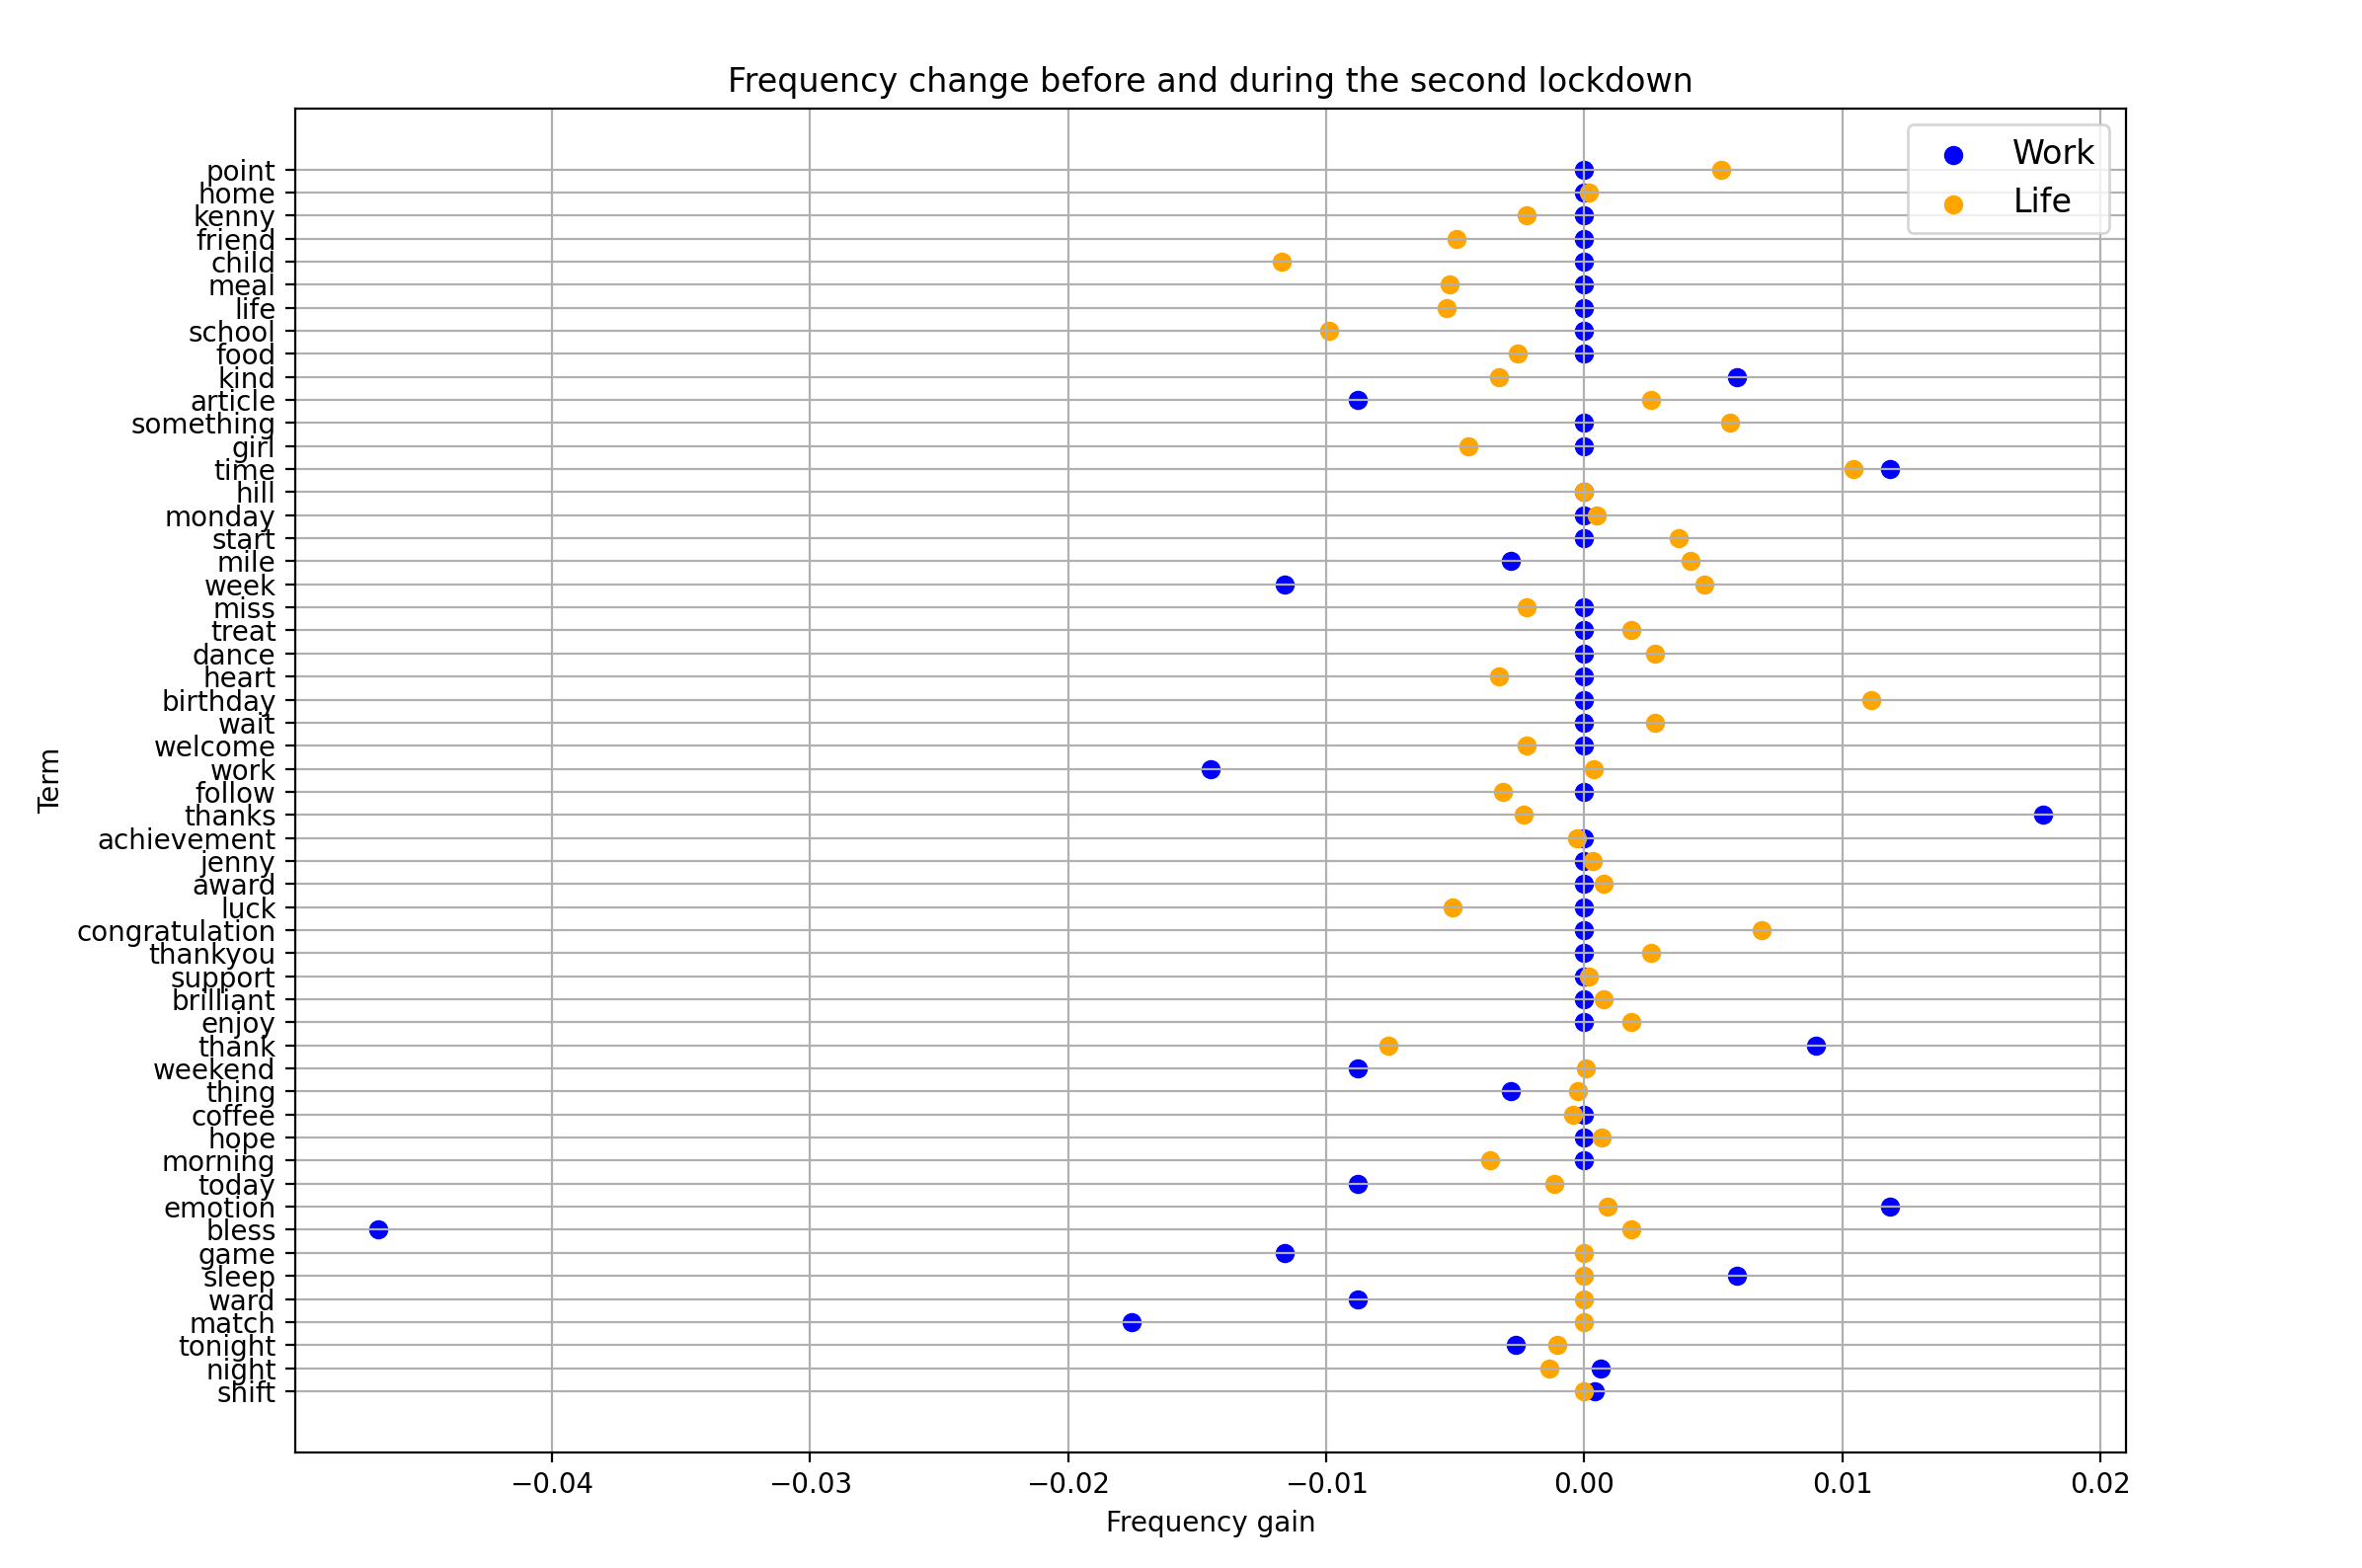 Frequency change before and during the second lockdown
Work
Life
point
home
kenny
friend
child
meal
life
school
food
kind
article
something
girl
time
hill
monday
start
mile
week
miss
treat
dance
heart
birthday
wait
welcome
work
follow
thanks
achievement
jenny
award
luck
congratulation
thankyou
support
brilliant
enjoy
thank
weekend
thing
coffee
hope
morning
today
emotion
bless
game
sleep
ward
match
tonight
night
shift
Term
−0.04 −0.03 −0.02 −0.01 0.00 0.01 0.02
Frequency gain